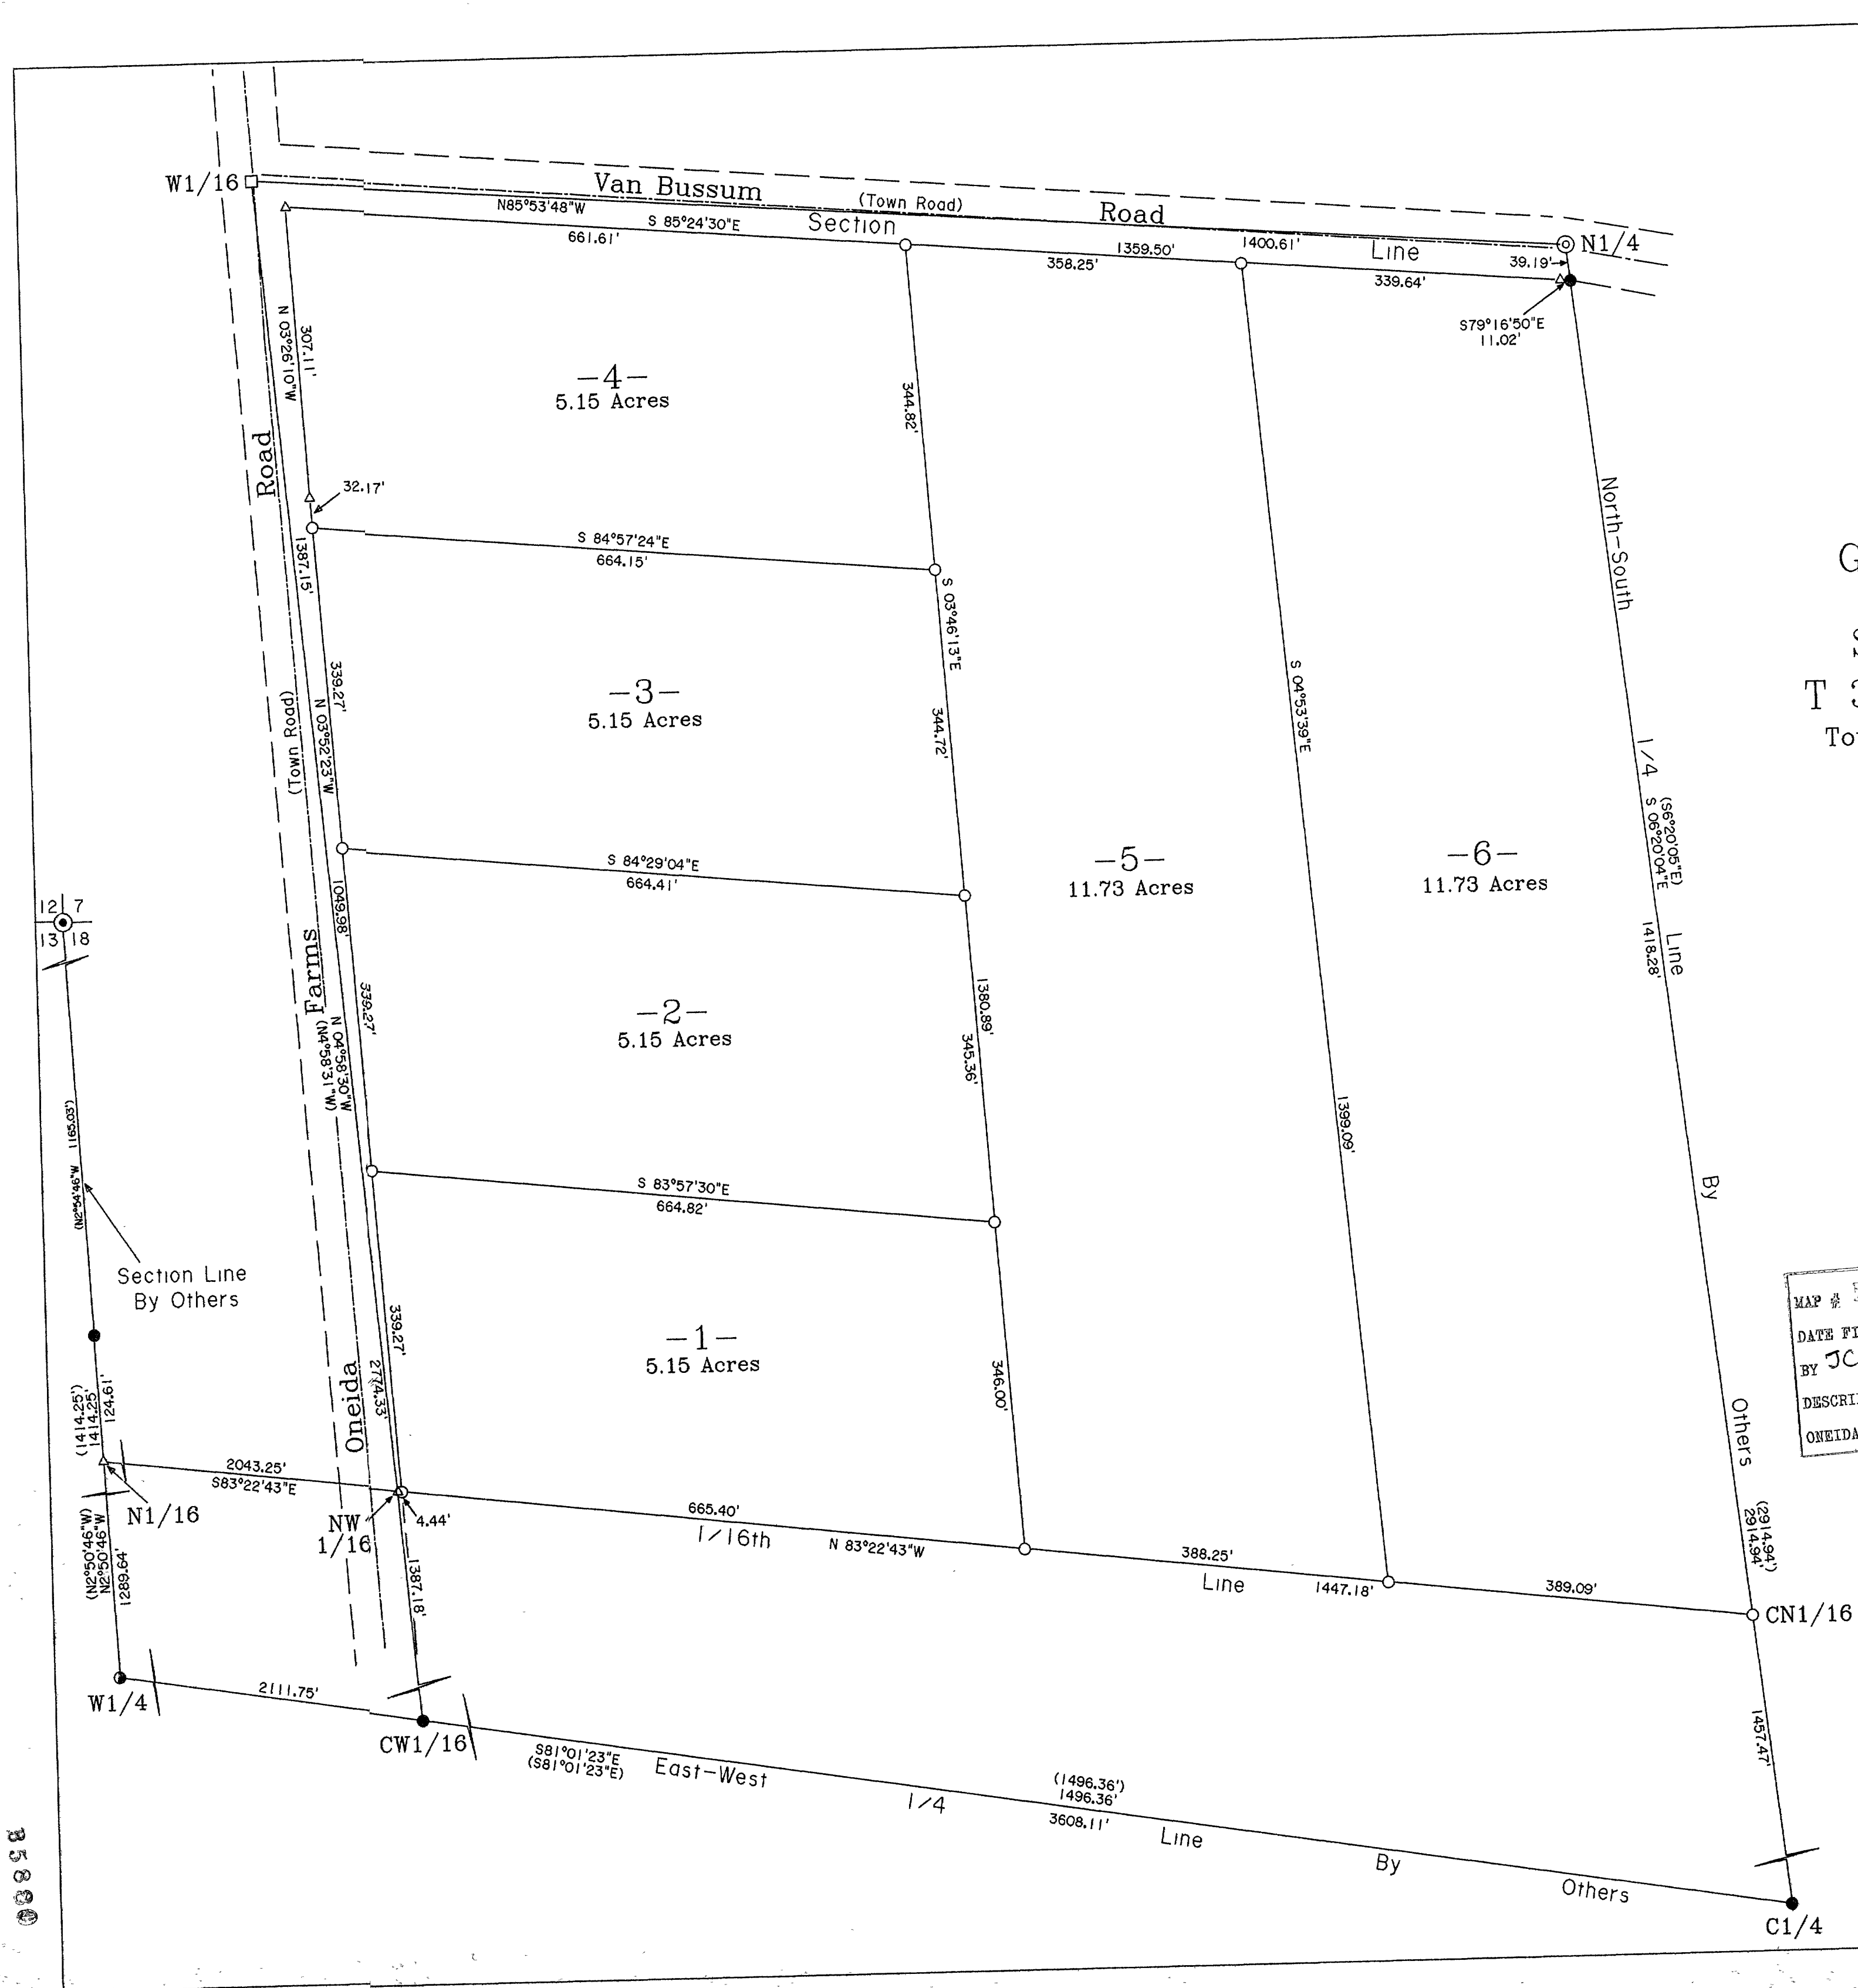 W1/16
Van Bussum
(Town Road)
Road
N85°53'48"W
S 85°24'30"E
Section
661.61'
1359.50'
1400.61'
Line
N1/4
358.25'
39.19'
339.64'
S79°16'50"E
11.02'
N 03°26'10"W
307.11'
-4-
5.15 Acres
344.82'
Road
32.17'
1387.15'
S 84°57'24"E
664.15'
S 03°46'13"E
North-South
G
T 3
To
339.27'
N 03°52'23"W
(Town Road)
-3-
5.15 Acres
344.72'
S 04°53'39"E
1/4
(S6°20'05"E)
S 06°20'04"E
S 84°29'04"E
664.41'
-5-
11.73 Acres
-6-
11.73 Acres
12 7
13 18
1049.98'
Farms
Line
1418.28'
339.27'
-2-
5.15 Acres
1380.89'
345.36'
N 04°58'30"W
(N4°58'31"W)
1165.03')
(N2°54'46"W
1399.09'
S 83°57'30"E
664.82'
By
Section Line
By Others
339.27'
2774.33'
-1-
5.15 Acres
346.00'
Oneida
MAP #
DATE FI
BY JC
DESCRI
ONEIDA
(1414.25')
1414.25'
124.61'
Others
2043.25'
S83°22'43"E
N1/16
NW
1/16
4.44'
665.40'
1/16th
N 83°22'43"W
388.25'
Line
1447.18'
389.09'
(2914.94')
2914.94'
CN1/16
(N2°50'46"W)
N2°50'46"W
1289.64'
1387.18'
W1/4
2111.75'
CW1/16
S81°01'23"E
(S81°01'23"E)
East-West
1/4
(1496.36')
1496.36'
3608.11'
Line
By
Others
1457.47'
C1/4
B5880